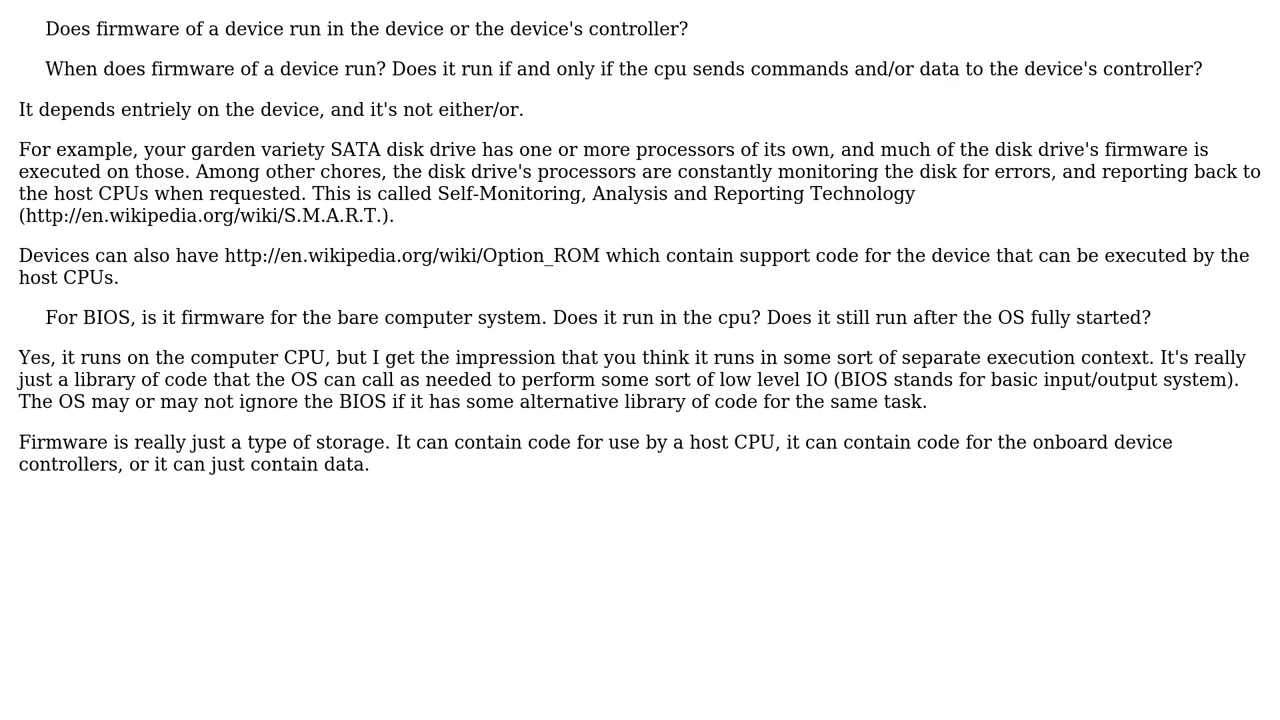 Does firmware of a device run in the device or the device's controller?
When does firmware of a device run? Does it run if and only if the cpu sends commands and/or data to the device's controller?
It depends entriely on the device, and it's not either/or.
For example, your garden variety SATA disk drive has one or more processors of its own, and much of the disk drive's firmware is
executed on those. Among other chores, the disk drive's processors are constantly monitoring the disk for errors, and reporting back to
the host CPUs when requested. This is called Self-Monitoring, Analysis and Reporting Technology
(http://en.wikipedia.org/wiki/S.M.A.R.T.).
Devices can also have http://en.wikipedia.org/wiki/Option_ROM which contain support code for the device that can be executed by the
host CPUs.
For BIOS, is it firmware for the bare computer system. Does it run in the cpu? Does it still run after the OS fully started?
Yes, it runs on the computer CPU, but I get the impression that you think it runs in some sort of separate execution context. It's really
just a library of code that the OS can call as needed to perform some sort of low level IO (BIOS stands for basic input/output system).
The OS may or may not ignore the BIOS if it has some alternative library of code for the same task.
Firmware is really just a type of storage. It can contain code for use by a host CPU, it can contain code for the onboard device
controllers, or it can just contain data.